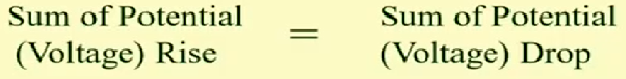 Sum of Potential = Sum of Potential
(Voltage) Rise (Voltage) Drop